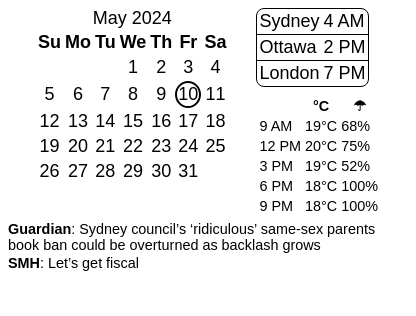 May 2024
Su Mo Tu We Th Fr Sa
1 2 3 4
5 6 7 8 9 10 11
12 13 14 15 16 17 18
19 20 21 22 23 24 25
26 27 28 29 30 31
Sydney 4 AM
Ottawa 2 PM
London 7 PM
°C ☂
9 AM 19°C 68%
12 PM 20°C 75%
3 PM 19°C 52%
6 PM 18°C 100%
9 PM 18°C 100%
Guardian: Sydney council’s ‘ridiculous’ same-sex parents
book ban could be overturned as backlash grows
SMH: Let’s get fiscal